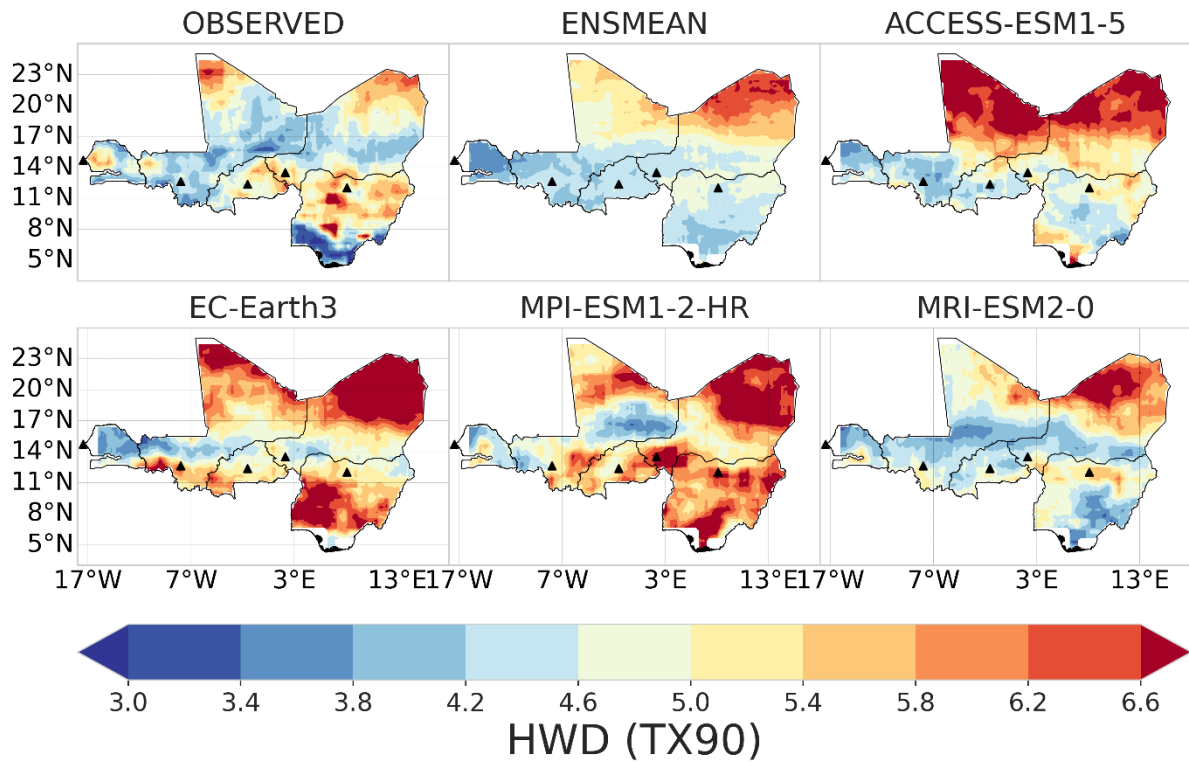 OBSERVED ENSMEAN ACCESS-ESM1-5
23°N
20°N
17°N
14°N
11°N
8°N
5°N
EC-Earth3 MPI-ESM1-2-HR MRI-ESM2-0
23°N
20°N
17°N
14°N
11°N
8°N
5°N
17°W 7°W 3°E 13°E 17°W 7°W 3°E 13°E 17°W 7°W 3°E 13°E
3.0 3.4 3.8 4.2 4.6 5.0 5.4 5.8 6.2 6.6
HWD (TX90)